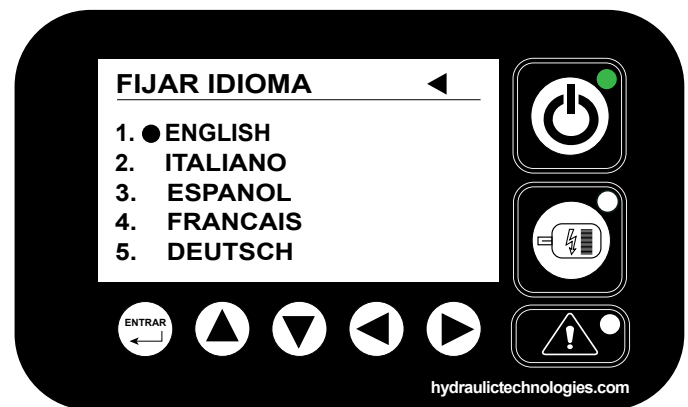 FIJAR IDIOMA
1. ENGLISH
2. ITALIANO
3. ESPANOL
4. FRANCAIS
5. DEUTSCH
ENTRAR
hydraulictechnologies.com